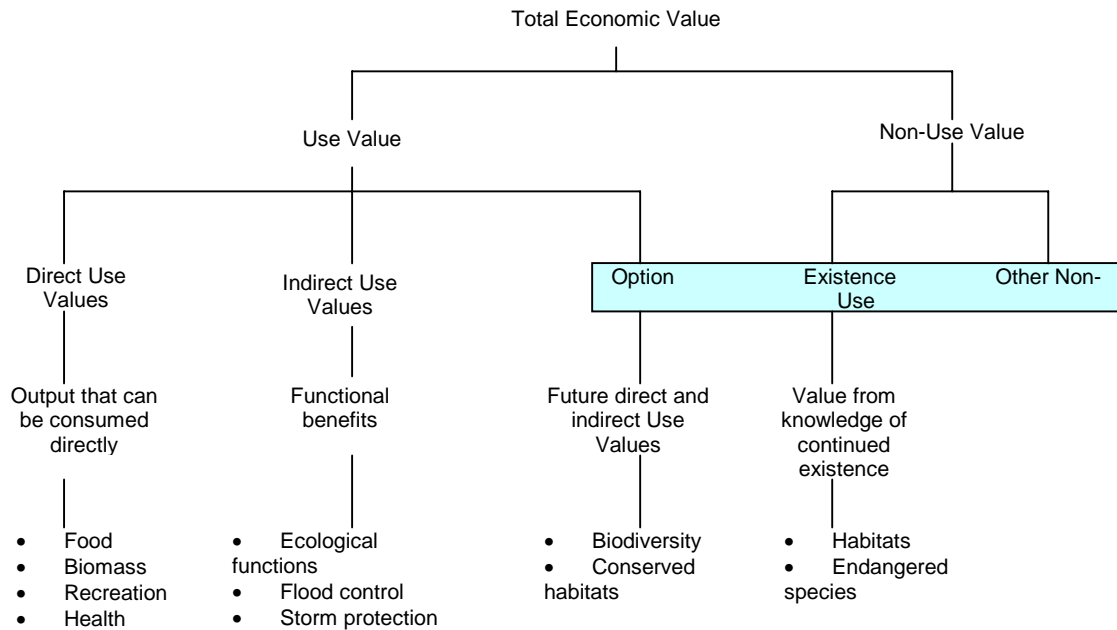 Total Economic Value
Use Value
Non-Use Value
Direct Use
Values
Indirect Use
Values
Option
Existence
Other Non-
Use
Output that can
be consumed
directly
Functional
benefits
Future direct and
indirect Use
Values
Value from
knowledge of
continued
existence
• Food
• Biomass
• Recreation
• Health
• Ecological
functions
• Flood control
• Storm protection
• Biodiversity
• Conserved
habitats
• Habitats
• Endangered
species